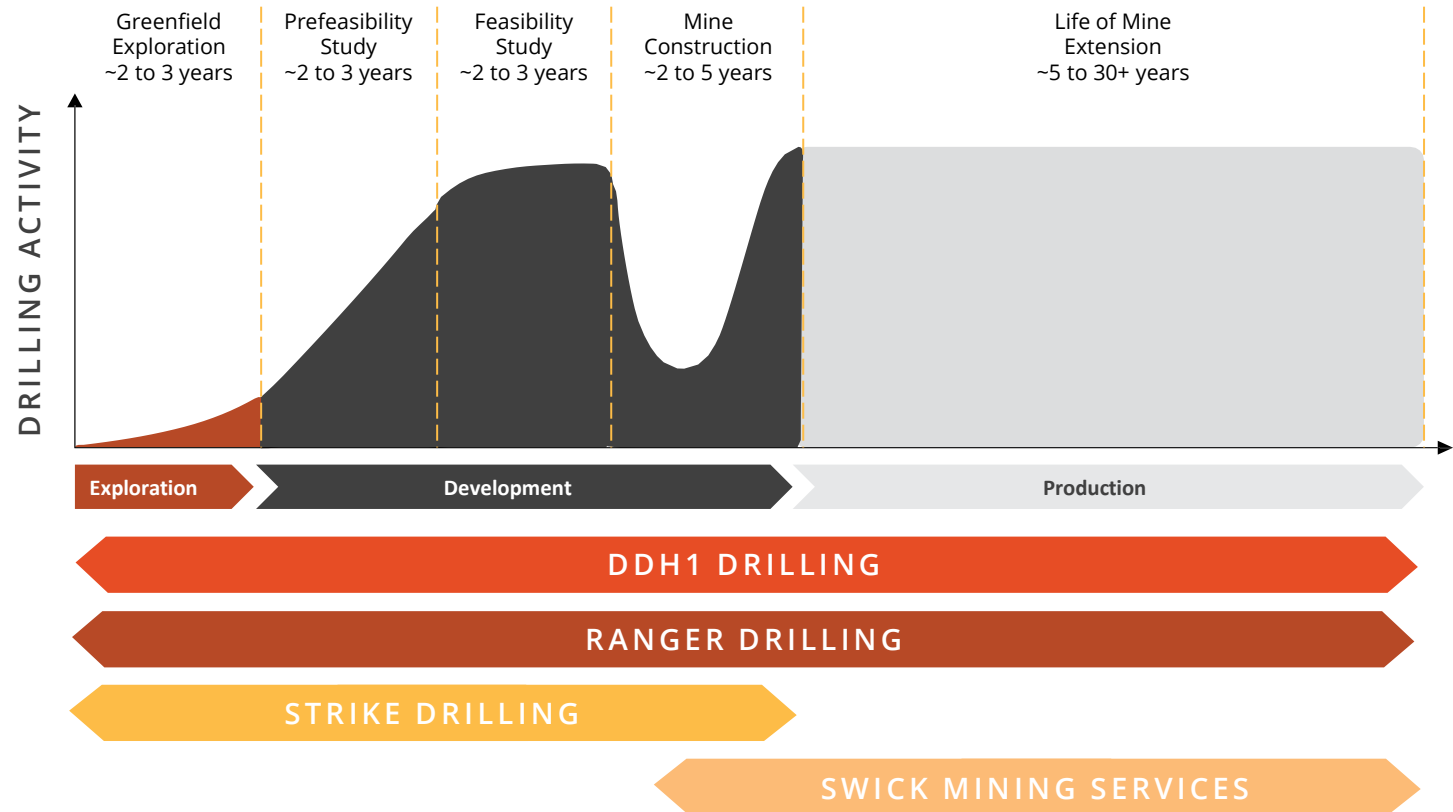 Greenfield
Exploration
~2 to 3 years
Prefeasibility
Study
~2 to 3 years
Feasibility
Study
~2 to 3 years
Mine
Construction
~2 to 5 years
Life of Mine
Extension
~5 to 30+ years
DRILLING ACTIVITY
Exploration
Development
Production
DDH1 DRILLING
RANGER DRILLING
STRIKE DRILLING
SWICK MINING SERVICES